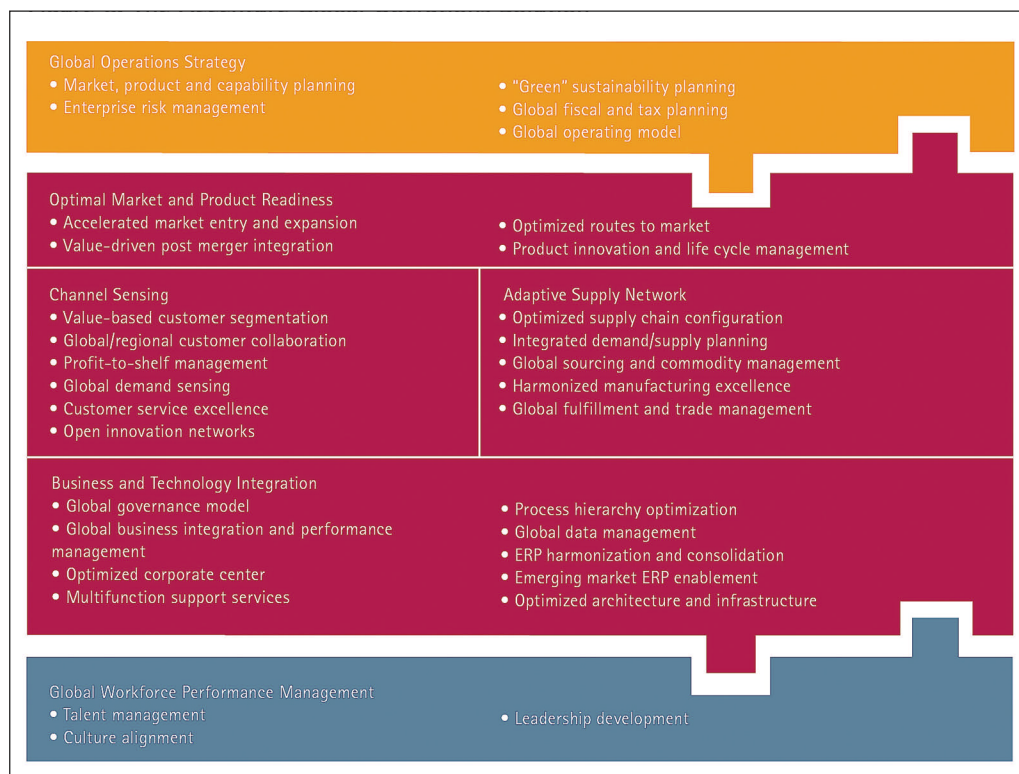 Global Operations Strategy
• Market, product and capability planning
• Enterprise risk management
• "Green" sustainability planning
• Global fiscal and tax planning
• Global operating model
Optimal Market and Product Readiness
• Accelerated market entry and expansion
• Value-driven post merger integration
• Optimized routes to market
• Product innovation and life cycle management
Channel Sensing
• Value-based customer segmentation
• Global/regional customer collaboration
• Profit-to-shelf management
• Global demand sensing
• Customer service excellence
• Open innovation networks
Adaptive Supply Network
• Optimized supply chain configuration
• Integrated demand/supply planning
• Global sourcing and commodity management
• Harmonized manufacturing excellence
• Global fulfillment and trade management
Business and Technology Integration
• Global governance model
• Global business integration and performance
management
• Optimized corporate center
• Multifunction support services
• Process hierarchy optimization
• Global data management
• ERP harmonization and consolidation
• Emerging market ERP enablement
• Optimized architecture and infrastructure
Global Workforce Performance Management
• Talent management
• Culture alignment
• Leadership development